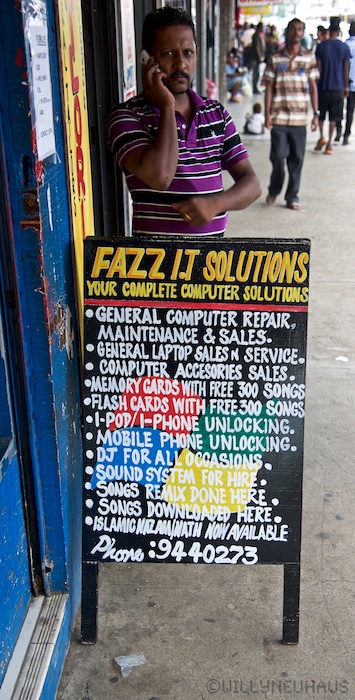 FAZZ I.T SOLUTIONS
YOUR COMPLETE COMPUTER SOLUTIONS
• GENERAL COMPUTER REPAIR,
MAINTENANCE & SALES.
• GENERAL LAPTOP SALES N SERVICE.
• COMPUTER ACCESORIES SALES.
• MEMORY CARDS WITH FREE 300 SONGS
• FLASH CARDS WITH FREE 300 SONGS
• I-POD/I-PHONE UNLOCKING.
• MOBILE PHONE UNLOCKING.
• DJ FOR ALL OCCASIONS.
• SOUND SYSTEM FOR HIRE.
• SONGS REMIX DONE HERE.
• SONGS DOWNLOADED HERE.
• ISLAMIC NAZAM/NATH NOW AVAILABLE
Phone : 9440273
©WILLYNEUHAUS